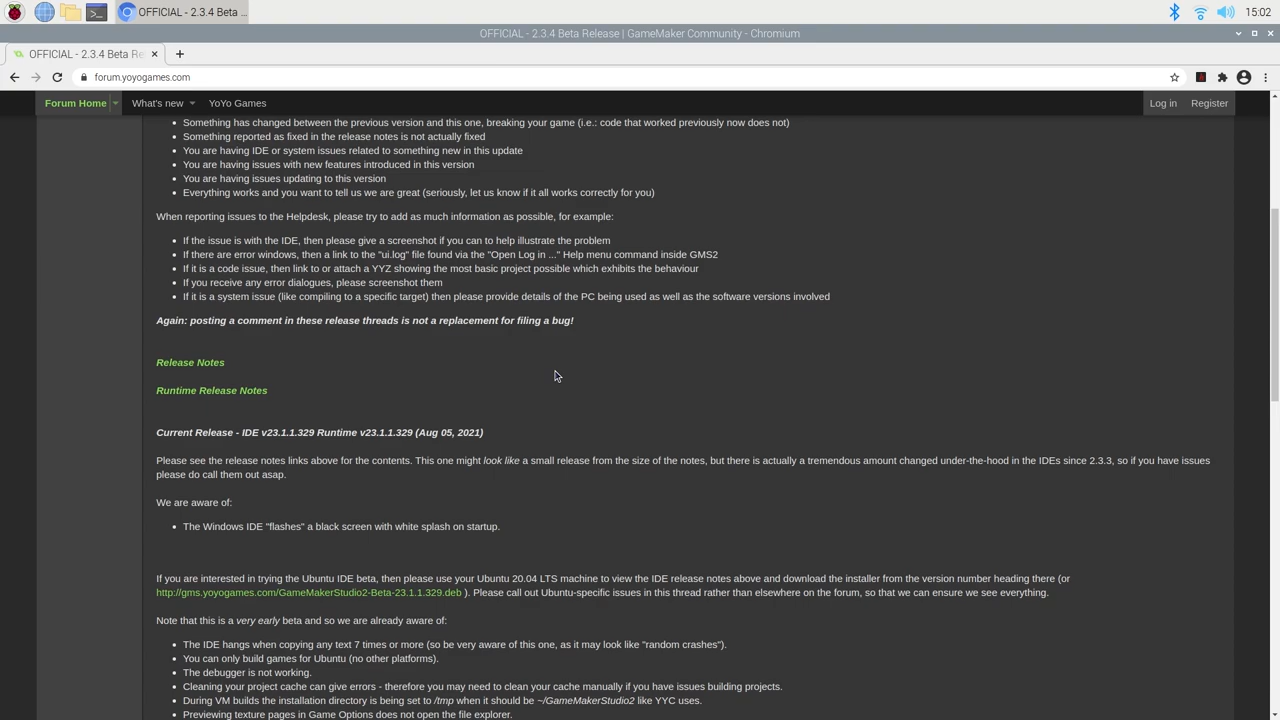 OFFICIAL - 2.3.4 Beta ...
15:02
OFFICIAL - 2.3.4 Beta Release | GameMaker Community - Chromium
OFFICIAL - 2.3.4 Beta Re
forum.yoyogames.com
Forum Home What's new YoYo Games Log in Register
Something has changed between the previous version and this one, breaking your game (i.e.: code that worked previously now does not)
Something reported as fixed in the release notes is not actually fixed
You are having IDE or system issues related to something new in this update
You are having issues with new features introduced in this version
You are having issues updating to this version
Everything works and you want to tell us we are great (seriously, let us know if it all works correctly for you)
When reporting issues to the Helpdesk, please try to add as much information as possible, for example:
If the issue is with the IDE, then please give a screenshot if you can to help illustrate the problem
If there are error windows, then a link to the "ui.log" file found via the "Open Log in ..." Help menu command inside GMS2
If it is a code issue, then link to or attach a YYZ showing the most basic project possible which exhibits the behaviour
If you receive any error dialogues, please screenshot them
If it is a system issue (like compiling to a specific target) then please provide details of the PC being used as well as the software versions involved
Again: posting a comment in these release threads is not a replacement for filing a bug!
Release Notes
Runtime Release Notes
Current Release - IDE v23.1.1.329 Runtime v23.1.1.329 (Aug 05, 2021)
Please see the release notes links above for the contents. This one might look like a small release from the size of the notes, but there is actually a tremendous amount changed under-the-hood in the IDEs since 2.3.3, so if you have issues
please do call them out asap.
We are aware of:
The Windows IDE "flashes" a black screen with white splash on startup.
If you are interested in trying the Ubuntu IDE beta, then please use your Ubuntu 20.04 LTS machine to view the IDE release notes above and download the installer from the version number heading there (or
http://gms.yoyogames.com/GameMakerStudio2-Beta-23.1.1.329.deb ). Please call out Ubuntu-specific issues in this thread rather than elsewhere on the forum, so that we can ensure we see everything.
Note that this is a very early beta and so we are already aware of:
The IDE hangs when copying any text 7 times or more (so be very aware of this one, as it may look like "random crashes").
You can only build games for Ubuntu (no other platforms).
The debugger is not working.
Cleaning your project cache can give errors - therefore you may need to clean your cache manually if you have issues building projects.
During VM builds the installation directory is being set to /tmp when it should be ~/GameMakerStudio2 like YYC uses.
Previewing texture pages in Game Options does not open the file explorer.